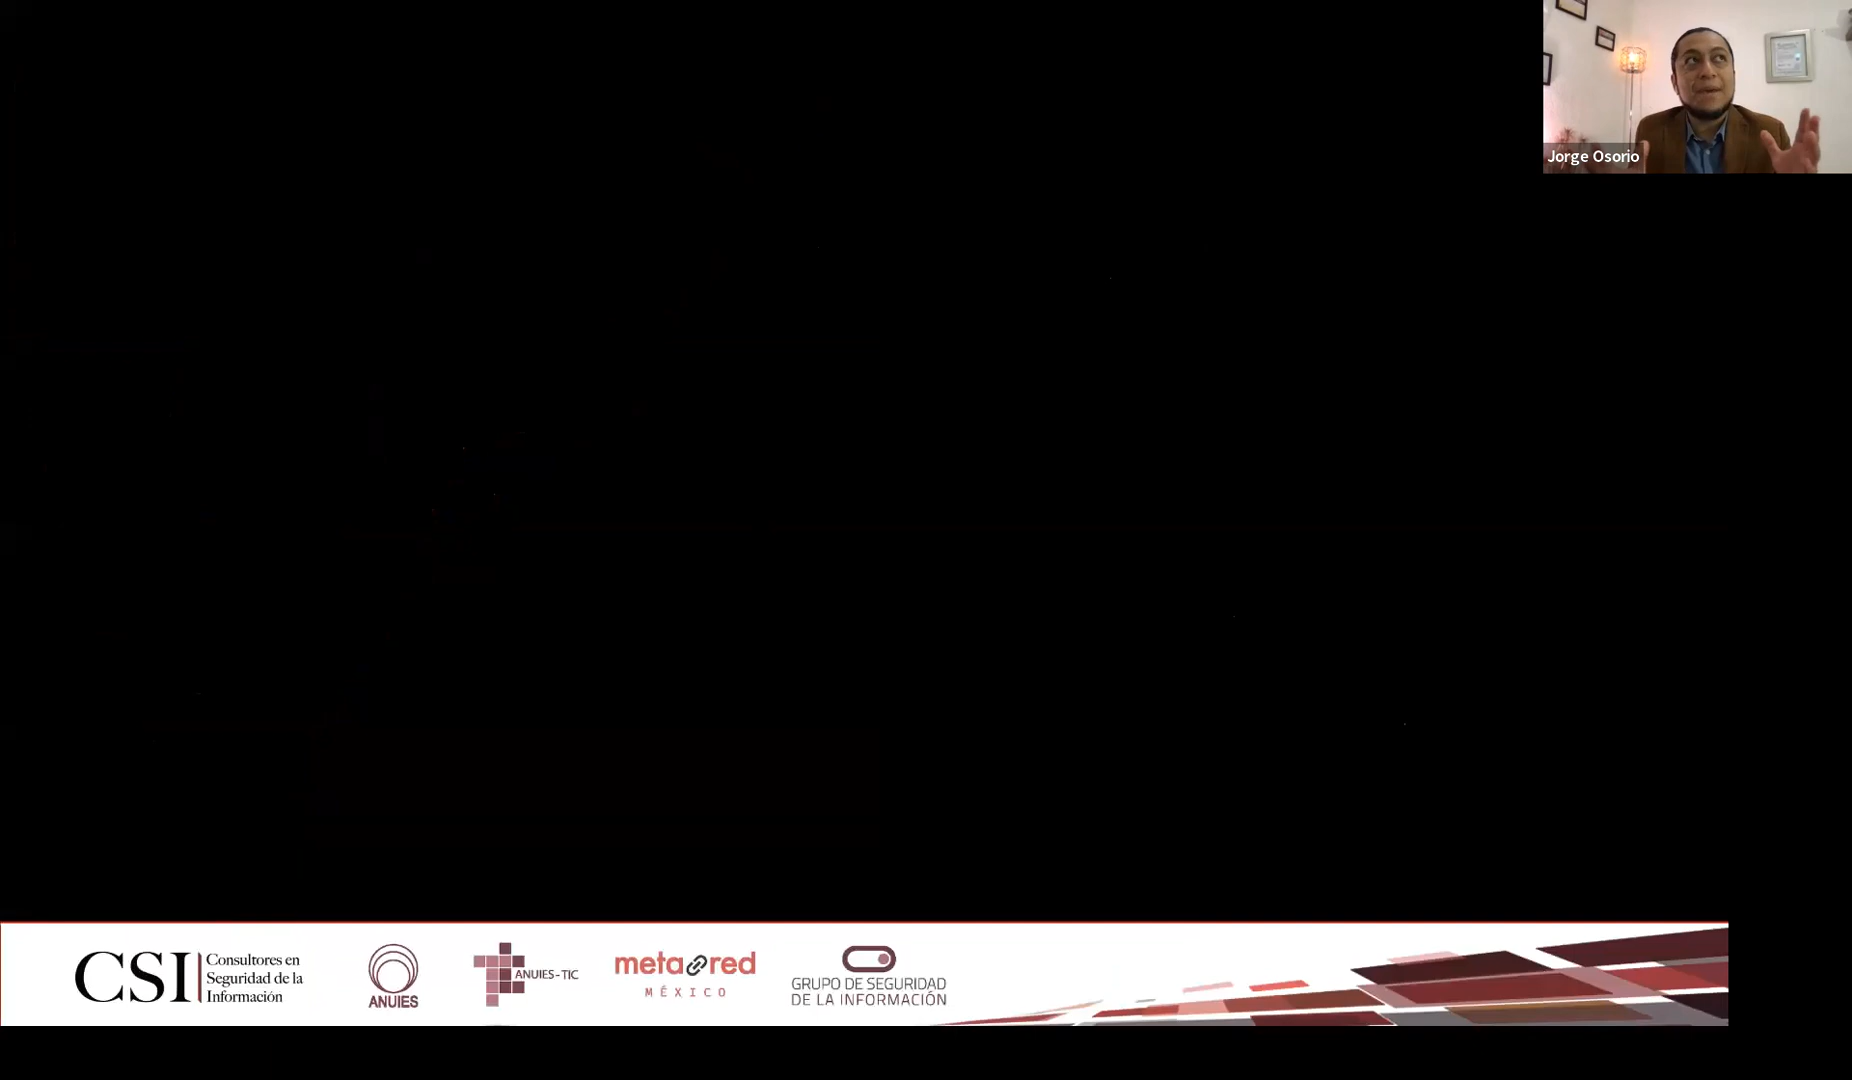 Jorge Osorio
CSI
Consultores en
Seguridad de la
Información
ANUIES
ANUIES-TIC
meta red
MÉXICO
GRUPO DE SEGURIDAD
DE LA INFORMACIÓN